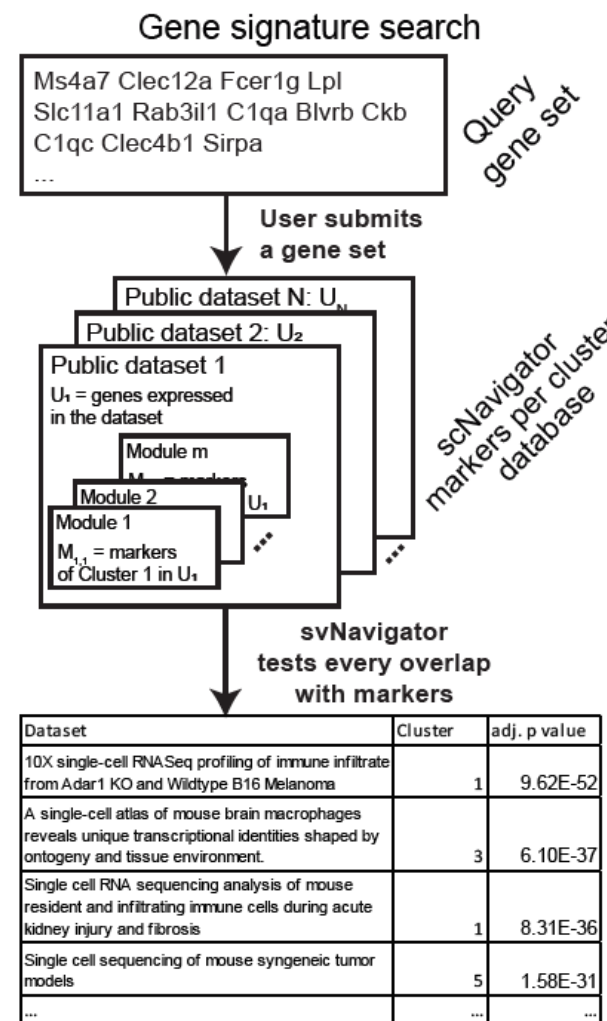 Gene signature search
Ms4a7 Clec12a Fcer1g Lpl
Slc11a1 Rab3il1 C1qa Blvrb Ckb
C1qc Clec4b1 Sirpa
...
Query
gene set
User submits
a gene set
Public dataset N: U_N
Public dataset 2: U₂
Public dataset 1
U₁ = genes expressed
in the dataset
Module m
U₁
Module 2
Module 1
M₁,₁ = markers
of Cluster 1 in U₁
...
...
scNavigator
markers per cluster
database
svNavigator
tests every overlap
with markers
Dataset Cluster adj. p value
10X single-cell RNASeq profiling of immune infiltrate
from Adar1 KO and Wildtype B16 Melanoma 1 9.62E-52
A single-cell atlas of mouse brain macrophages
reveals unique transcriptional identities shaped by
ontogeny and tissue environment. 3 6.10E-37
Single cell RNA sequencing analysis of mouse
resident and infiltrating immune cells during acute
kidney injury and fibrosis 1 8.31E-36
Single cell sequencing of mouse syngeneic tumor
models 5 1.58E-31
... ... ...